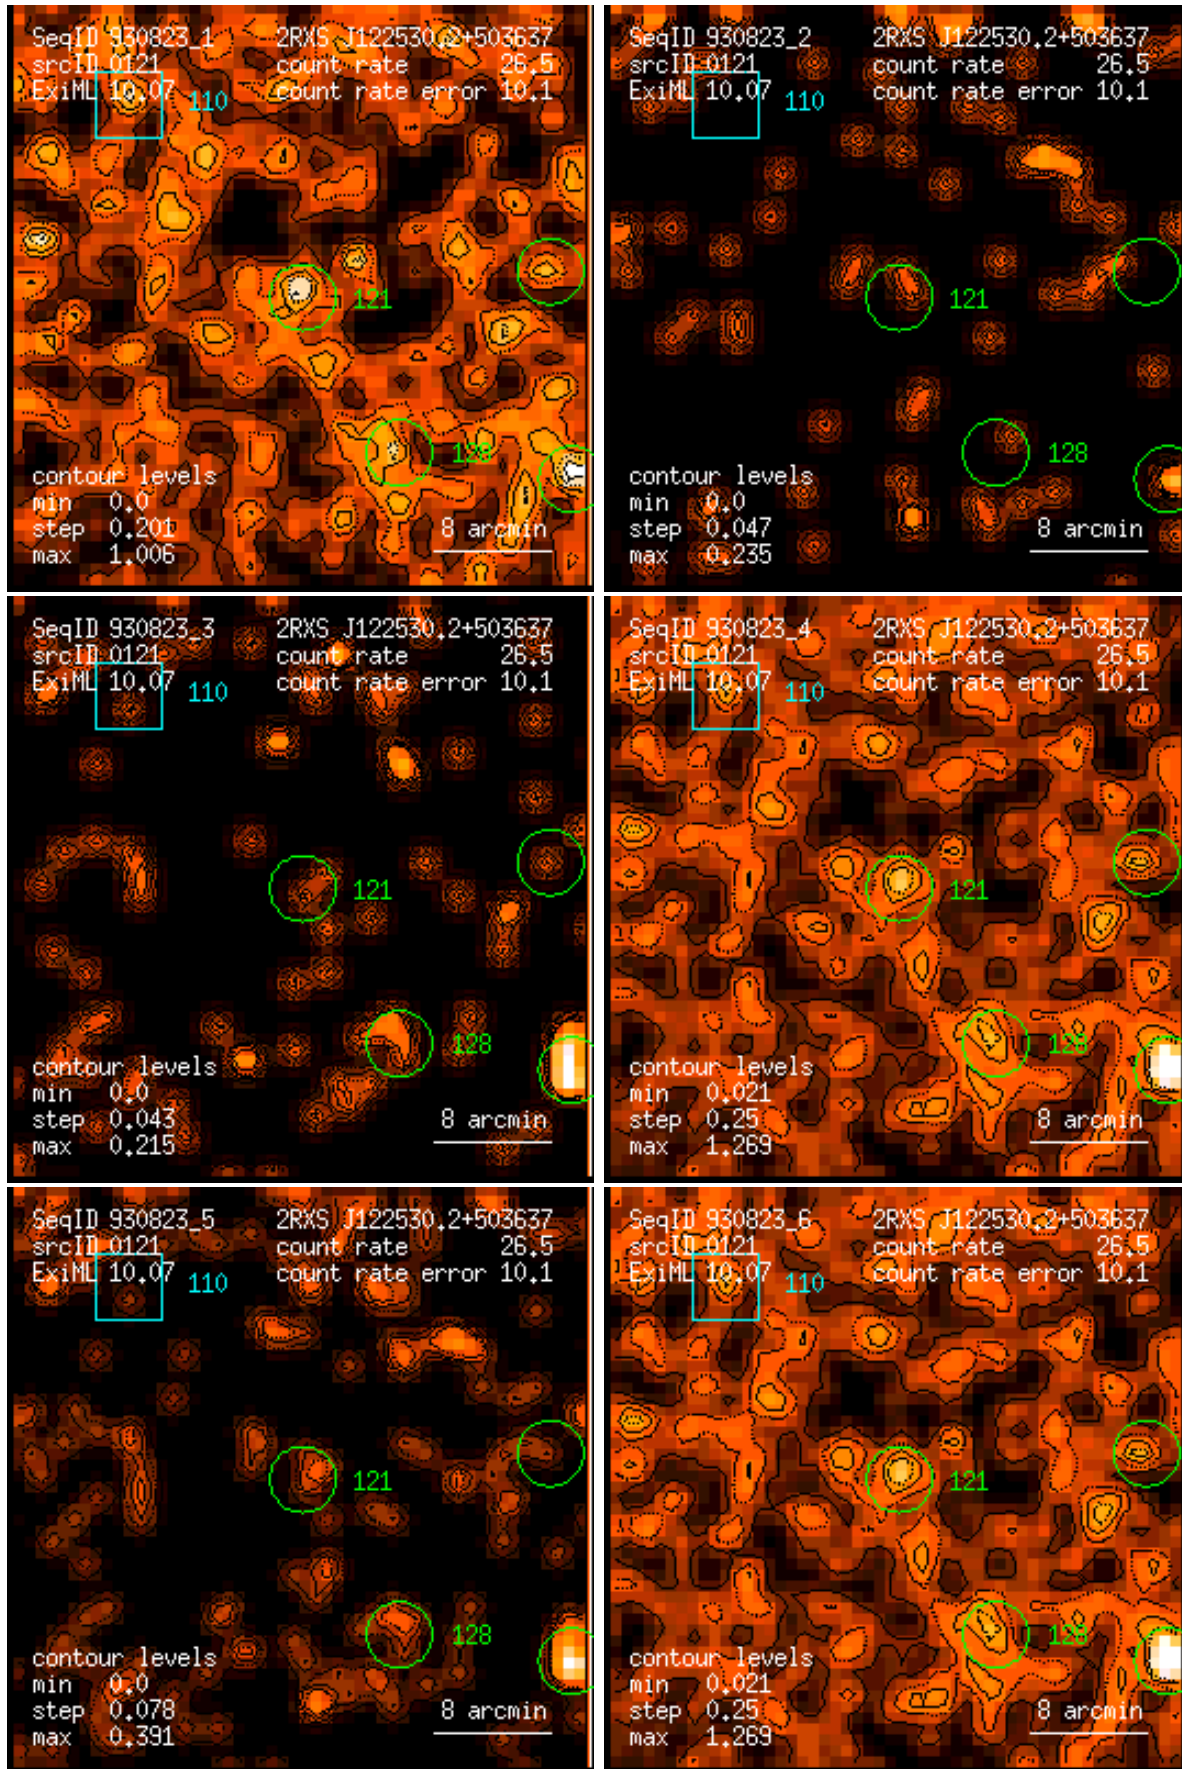 SeqID 930823_1 2RXS J122530.2+503637
srcID 0121 count rate 26.5
ExiML 10.07 count rate error 10.1
110
121
128
contour levels
min 0.0
step 0.201
max 1.006
8 arcmin
SeqID 930823_2 2RXS J122530.2+503637
srcID 0121 count rate 26.5
ExiML 10.07 count rate error 10.1
110
121
128
contour levels
min 0.0
step 0.047
max 0.235
8 arcmin
SeqID 930823_3 2RXS J122530.2+503637
srcID 0121 count rate 26.5
ExiML 10.07 count rate error 10.1
110
121
128
contour levels
min 0.0
step 0.043
max 0.215
8 arcmin
SeqID 930823_4 2RXS J122530.2+503637
srcID 0121 count rate 26.5
ExiML 10.07 count rate error 10.1
110
121
128
contour levels
min 0.021
step 0.25
max 1.269
8 arcmin
SeqID 930823_5 2RXS J122530.2+503637
srcID 0121 count rate 26.5
ExiML 10.07 count rate error 10.1
110
121
128
contour levels
min 0.0
step 0.078
max 0.391
8 arcmin
SeqID 930823_6 2RXS J122530.2+503637
srcID 0121 count rate 26.5
ExiML 10.07 count rate error 10.1
110
121
128
contour levels
min 0.021
step 0.25
max 1.269
8 arcmin